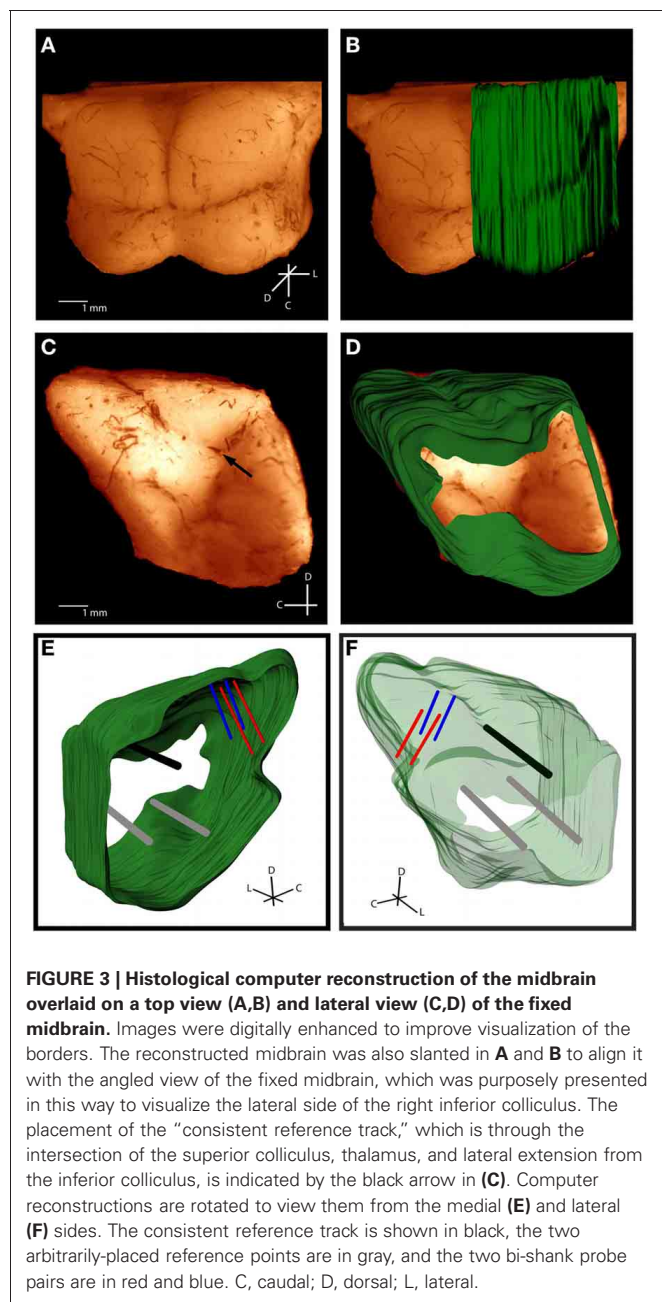 A
B
L
D
C
1 mm
C
D
D
C
1 mm
E
F
D
L
C
D
C
L
FIGURE 3 | Histological computer reconstruction of the midbrain
overlaid on a top view (A,B) and lateral view (C,D) of the fixed
midbrain. Images were digitally enhanced to improve visualization of the
borders. The reconstructed midbrain was also slanted in A and B to align it
with the angled view of the fixed midbrain, which was purposely presented
in this way to visualize the lateral side of the right inferior colliculus. The
placement of the “consistent reference track,” which is through the
intersection of the superior colliculus, thalamus, and lateral extension from
the inferior colliculus, is indicated by the black arrow in (C). Computer
reconstructions are rotated to view them from the medial (E) and lateral
(F) sides. The consistent reference track is shown in black, the two
arbitrarily-placed reference points are in gray, and the two bi-shank probe
pairs are in red and blue. C, caudal; D, dorsal; L, lateral.